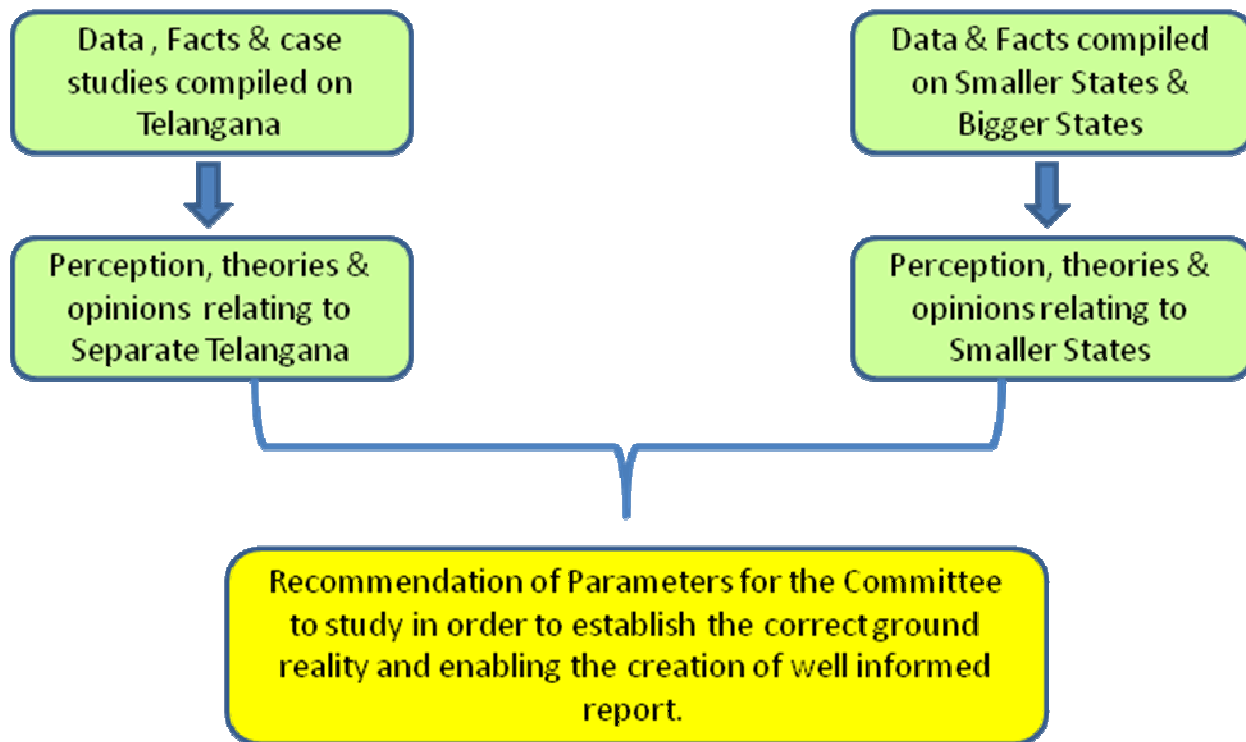 Data , Facts & case
studies compiled on
Telangana
Data & Facts compiled
on Smaller States &
Bigger States
Perception, theories &
opinions relating to
Separate Telangana
Perception, theories &
opinions relating to
Smaller States
Recommendation of Parameters for the Committee
to study in order to establish the correct ground
reality and enabling the creation of well informed
report.